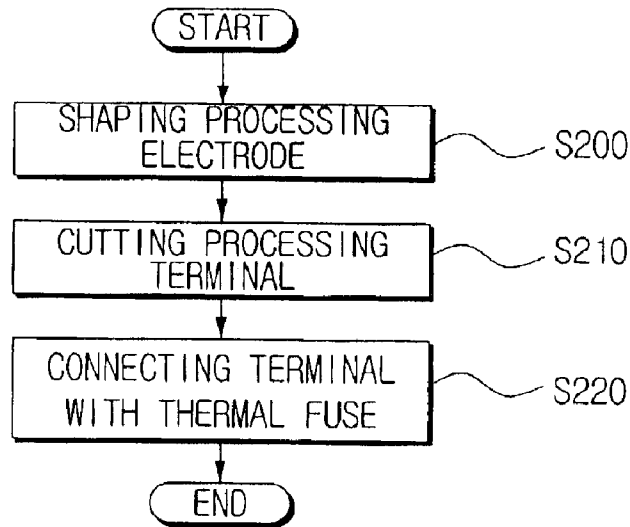 START
SHAPING PROCESSING
ELECTRODE
S200
CUTTING PROCESSING
TERMINAL
S210
CONNECTING TERMINAL
WITH THERMAL FUSE
S220
END